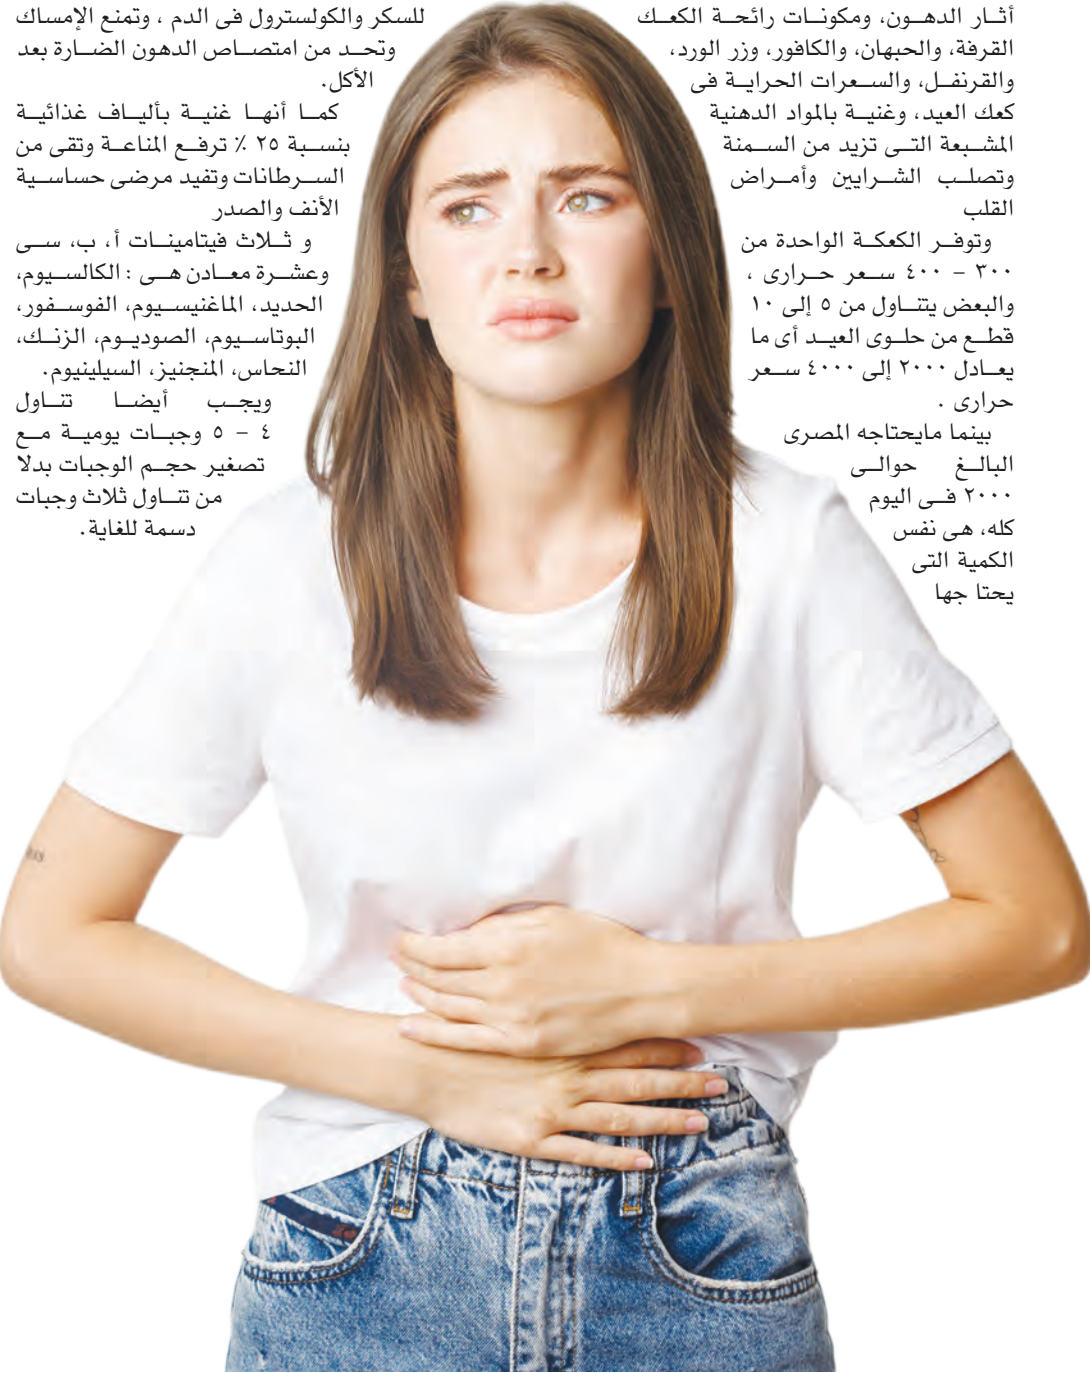 أثار الدهون، ومكونات رائحة الكعك
القرفة، والحبهان، والكافور، وزر الورد،
والقرنفل، والسعرات الحرارية فى
كعك العيد، وغنية بالمواد الدهنية
المشبعة التى تزيد من السمنة
وتصلب الشرايين وأمراض
القلب
وتوفر الكعكة الواحدة من
٣٠٠ - ٤٠٠ سعر حرارى ،
والبعض يتناول من ٥ إلى ١٠
قطع من حلوى العيد أى ما
يعادل ٢٠٠٠ إلى ٤٠٠٠ سعر
حرارى .
بينما مايحتاجه المصرى
البالغ حوالى
٢٠٠٠ فى اليوم
كله، هى نفس
الكمية التى
يحتا جها
للسكر والكولسترول فى الدم ، وتمنع الإمساك
وتحد من امتصاص الدهون الضارة بعد
الأكل.
كما أنها غنية بألياف غذائية
بنسبة ٢٥ ٪ ترفع المناعة وتقى من
السرطانات وتفيد مرضى حساسية
الأنف والصدر
و ثلاث فيتامينات أ، ب، سى
وعشرة معادن هى : الكالسيوم،
الحديد، الماغنيسيوم، الفوسفور،
البوتاسيوم، الصوديوم، الزنك،
النحاس، المنجنيز، السيلينيوم.
ويجب أيضا تناول
٤ - ٥ وجبات يومية مع
تصغير حجم الوجبات بدلا
من تناول ثلاث وجبات
دسمة للغاية.